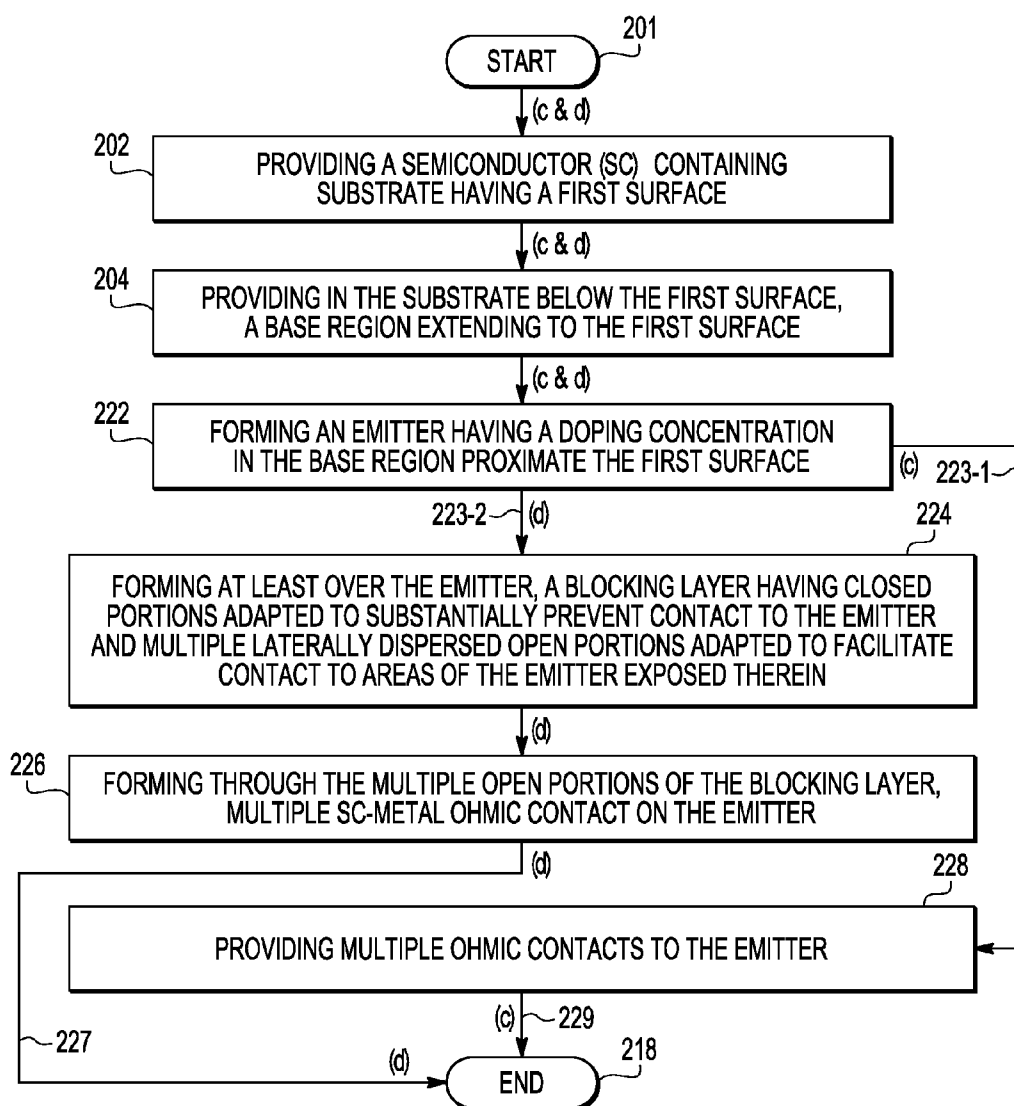 201
START
(c & d)
202
PROVIDING A SEMICONDUCTOR (SC) CONTAINING
SUBSTRATE HAVING A FIRST SURFACE
(c & d)
204
PROVIDING IN THE SUBSTRATE BELOW THE FIRST SURFACE,
A BASE REGION EXTENDING TO THE FIRST SURFACE
(c & d)
222
FORMING AN EMITTER HAVING A DOPING CONCENTRATION
IN THE BASE REGION PROXIMATE THE FIRST SURFACE
(c)
223-1
223-2
(d)
224
FORMING AT LEAST OVER THE EMITTER, A BLOCKING LAYER HAVING CLOSED
PORTIONS ADAPTED TO SUBSTANTIALLY PREVENT CONTACT TO THE EMITTER
AND MULTIPLE LATERALLY DISPERSED OPEN PORTIONS ADAPTED TO FACILITATE
CONTACT TO AREAS OF THE EMITTER EXPOSED THEREIN
(d)
226
FORMING THROUGH THE MULTIPLE OPEN PORTIONS OF THE BLOCKING LAYER,
MULTIPLE SC-METAL OHMIC CONTACT ON THE EMITTER
(d)
228
PROVIDING MULTIPLE OHMIC CONTACTS TO THE EMITTER
(c)
229
227
(d)
END
218